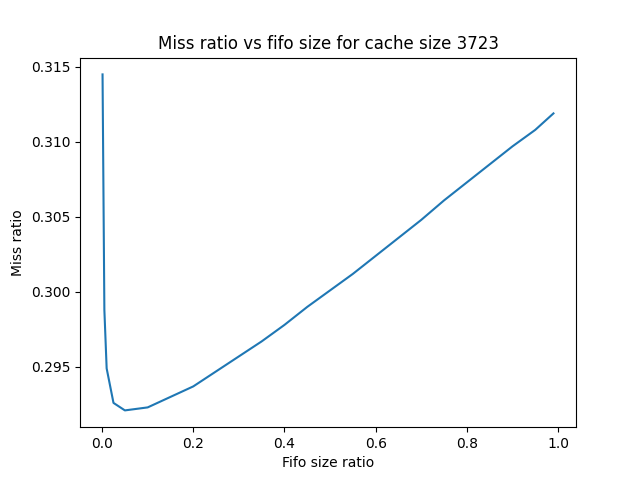 Miss ratio vs fifo size for cache size 3723
0.315
0.310
0.305
0.300
0.295
Miss ratio
0.0 0.2 0.4 0.6 0.8 1.0
Fifo size ratio